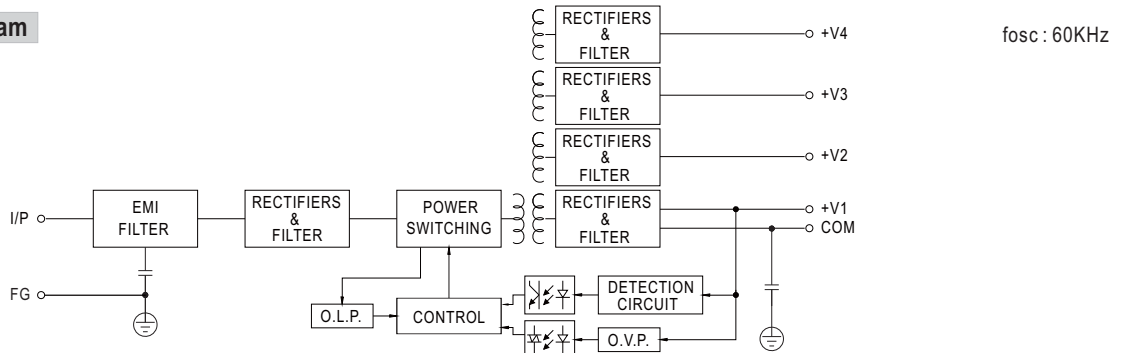 am
fosc : 60KHz
RECTIFIERS
&
FILTER
+V4
RECTIFIERS
&
FILTER
+V3
RECTIFIERS
&
FILTER
+V2
I/P
EMI
FILTER
RECTIFIERS
&
FILTER
POWER
SWITCHING
RECTIFIERS
&
FILTER
+V1
COM
FG
O.L.P.
CONTROL
DETECTION
CIRCUIT
O.V.P.